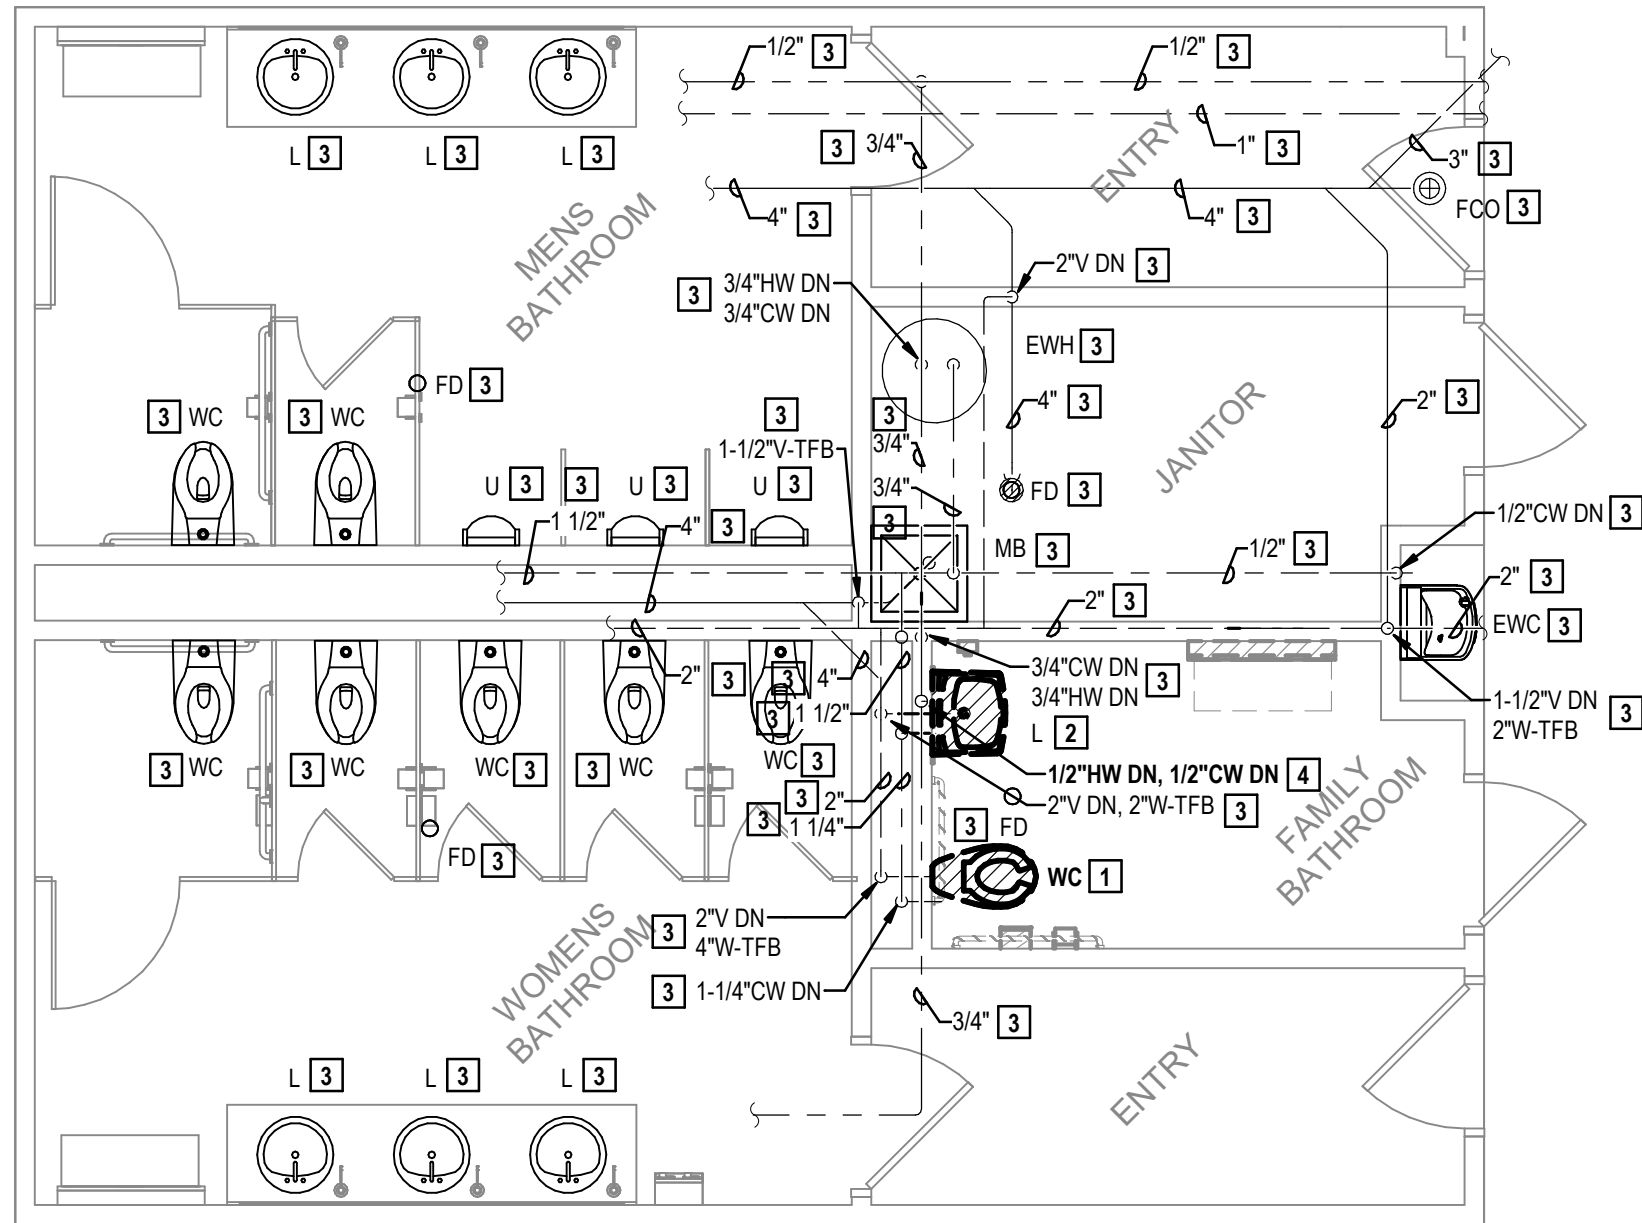 1/2" 3
1/2" 3
L 3
L 3
L 3
3 3/4"
1" 3
3" 3
ENTRY
4" 3
4" 3
FCO 3
MENS
BATHROOM
2"V DN 3
3 3/4"HW DN
3/4"CW DN
EWH 3
FD 3
3 WC
3 WC
3
1-1/2"V-TFB
3
3/4"
4" 3
2" 3
JANITOR
U 3
3
U 3
U 3
3/4"
FD 3
1 1/2"
4" 3
3
MB 3
1/2" 3
1/2"CW DN 3
2" 3
2" 3
EWC 3
2" 3
3 4"
3 1 1/2"
3/4"CW DN
3/4"HW DN 3
1-1/2"V DN
2"W-TFB 3
L 2
3 WC
3 WC
WC 3
3 WC
WC 3
1/2"HW DN, 1/2"CW DN 4
2"V DN, 2"W-TFB 3
3 2"
3 1 1/4"
3 FD
FAMILY
BATHROOM
FD 3
WC 1
3 2"V DN
4"W-TFB
3 1-1/4"CW DN
WOMENS
BATHROOM
3/4" 3
L 3
L 3
L 3
ENTRY